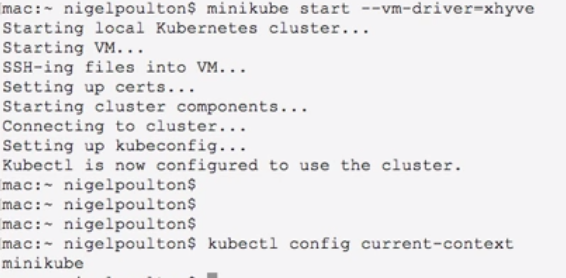 mac:~ nigelpoulton$ minikube start --vm-driver=xhyve
Starting local Kubernetes cluster...
Starting VM...
SSH-ing files into VM...
Setting up certs...
Starting cluster components...
Connecting to cluster...
Setting up kubeconfig...
Kubectl is now configured to use the cluster.
mac:~ nigelpoulton$
mac:~ nigelpoulton$
mac:~ nigelpoulton$
mac:~ nigelpoulton$ kubectl config current-context
minikube